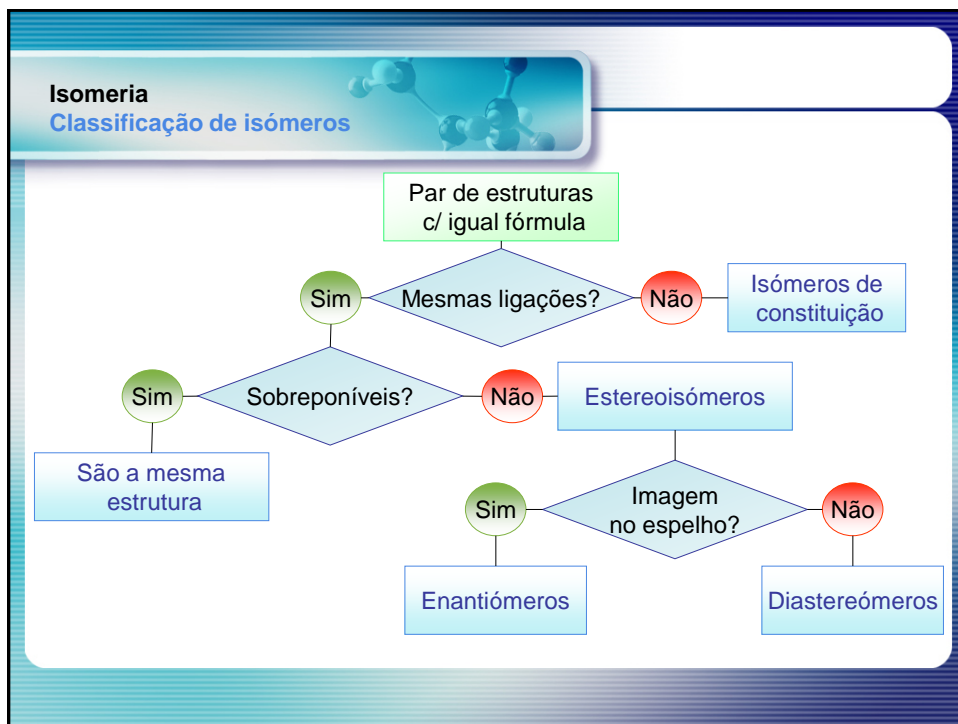 Isomeria
Classificação de isómeros
Par de estruturas
c/ igual fórmula
Sim
Mesmas ligações?
Não
Isómeros de
constituição
Sim
Sobreponíveis?
Não
Estereoisómeros
São a mesma
estrutura
Sim
Imagem
no espelho?
Não
Enantiómeros
Diastereómeros